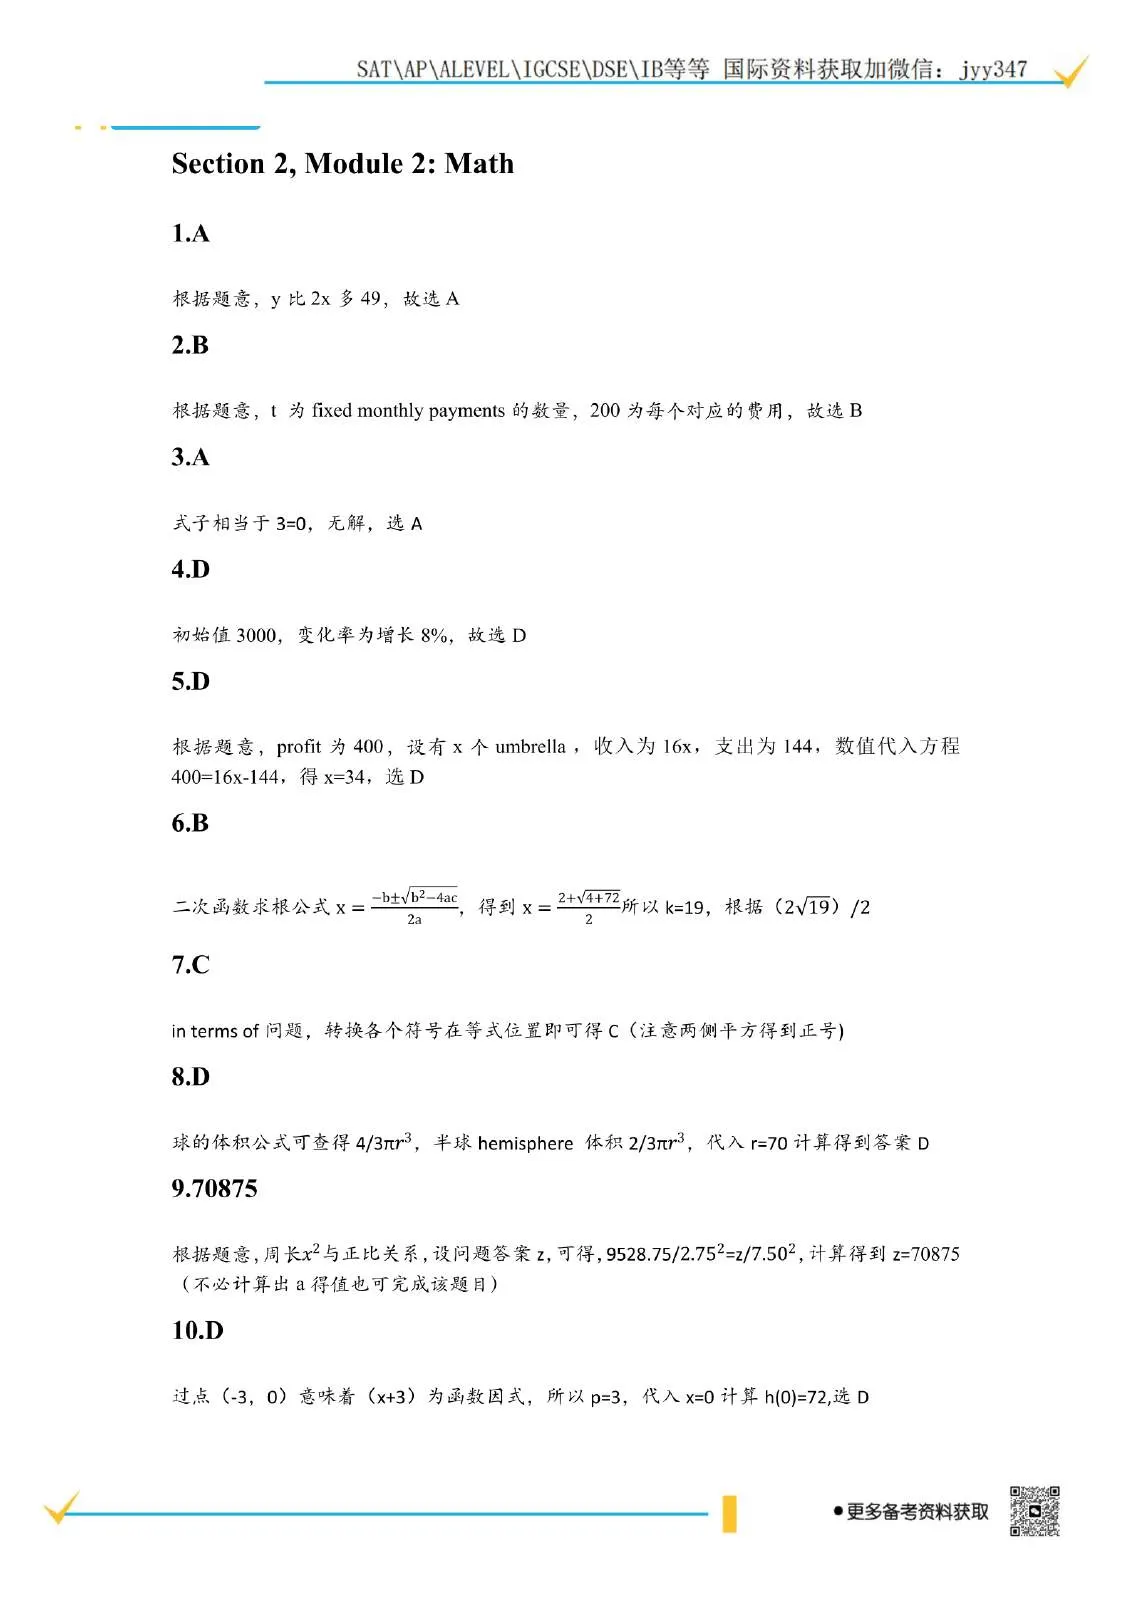 SAT\AP\ALEVEL\IGCSE\DSE\IB等等 国际资料获取加微信：jyy347
Section 2, Module 2: Math
1.A
根据题意，y 比 2x 多 49，故选 A
2.B
根据题意，t 为 fixed monthly payments 的数量，200 为每个对应的费用，故选 B
3.A
式子相当于 3=0，无解，选 A
4.D
初始值 3000，变化率为增长 8%，故选 D
5.D
根据题意，profit 为 400，设有 x 个 umbrella ，收入为 16x，支出为 144，数值代入方程
400=16x-144，得 x=34，选 D
6.B
二次函数求根公式 x = (−b±√(b²−4ac))/2a，得到 x = (2+√(4+72))/2所以 k=19，根据（2√19）/2
7.C
in terms of 问题，转换各个符号在等式位置即可得 C（注意两侧平方得到正号)
8.D
球的体积公式可查得 4/3πr³，半球 hemisphere 体积 2/3πr³，代入 r=70 计算得到答案 D
9.70875
根据题意,周长x²与正比关系,设问题答案 z,可得,9528.75/2.75²=z/7.50²,计算得到 z=70875
（不必计算出 a 得值也可完成该题目）
10.D
过点（-3，0）意味着（x+3）为函数因式，所以 p=3，代入 x=0 计算 h(0)=72,选 D
●更多备考资料获取